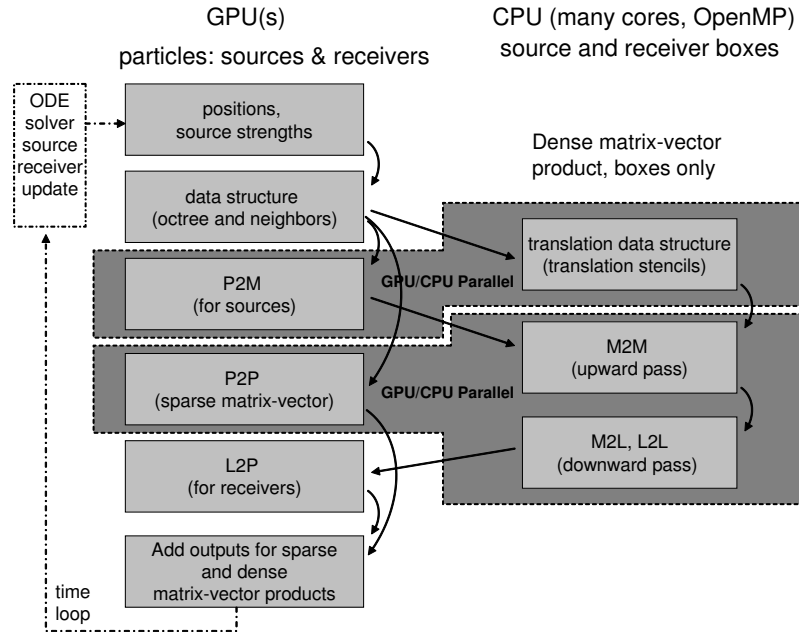 GPU(s)
particles: sources & receivers
CPU (many cores, OpenMP)
source and receiver boxes
ODE
solver
source
receiver
update
positions,
source strengths
Dense matrix-vector
product, boxes only
data structure
(octree and neighbors)
translation data structure
(translation stencils)
GPU/CPU Parallel
P2M
(for sources)
M2M
(upward pass)
P2P
(sparse matrix-vector)
GPU/CPU Parallel
M2L, L2L
(downward pass)
L2P
(for receivers)
Add outputs for sparse
and dense
matrix-vector products
time
loop